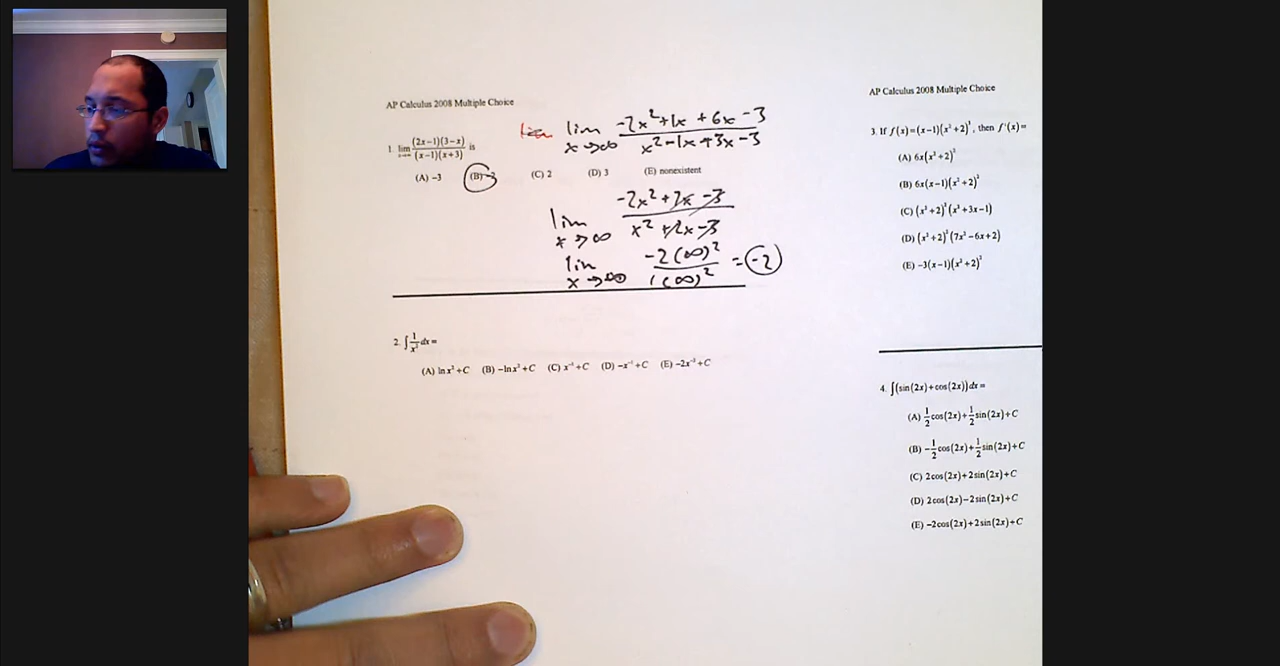 AP Calculus 2008 Multiple Choice
1. lim (2x−1)(3−x) / (x−1)(x+3) is
(A) −3 (B) −2 (C) 2 (D) 3 (E) nonexistent
lim x→∞ −2x²+1x+6x−3 / x²−1x+3x−3
lim x→∞ −2x²+7x−3 / x²+2x−3
lim x→∞ −2(∞)² / 1(∞)² = −2
2. ∫ 1/x² dx =
(A) ln x² + C (B) −ln x² + C (C) x⁻¹ + C (D) −x⁻¹ + C (E) −2x⁻³ + C
AP Calculus 2008 Multiple Choice
3. If f(x)=(x−1)(x²+2)³, then f'(x)=
(A) 6x(x²+2)²
(B) 6x(x−1)(x²+2)²
(C) (x²+2)²(x²+3x−1)
(D) (x²+2)²(7x²−6x+2)
(E) −3(x−1)(x²+2)²
4. ∫(sin(2x)+cos(2x))dx =
(A) 1/2 cos(2x)+1/2 sin(2x)+C
(B) −1/2 cos(2x)+1/2 sin(2x)+C
(C) 2cos(2x)+2sin(2x)+C
(D) 2cos(2x)−2sin(2x)+C
(E) −2cos(2x)+2sin(2x)+C